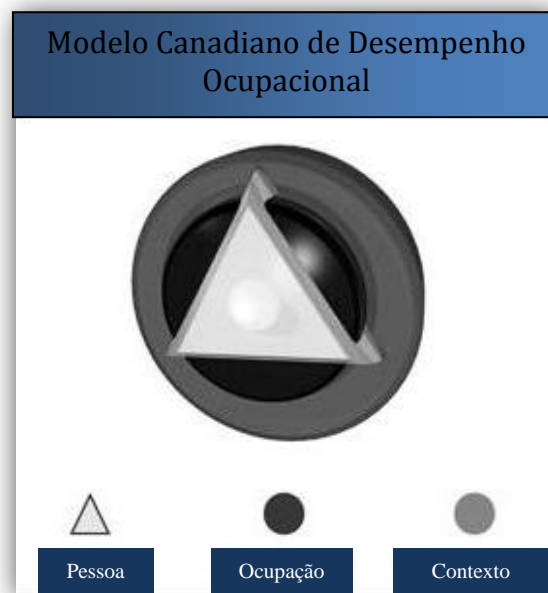 Modelo Canadiano de Desempenho
Ocupacional
Pessoa
Ocupação
Contexto